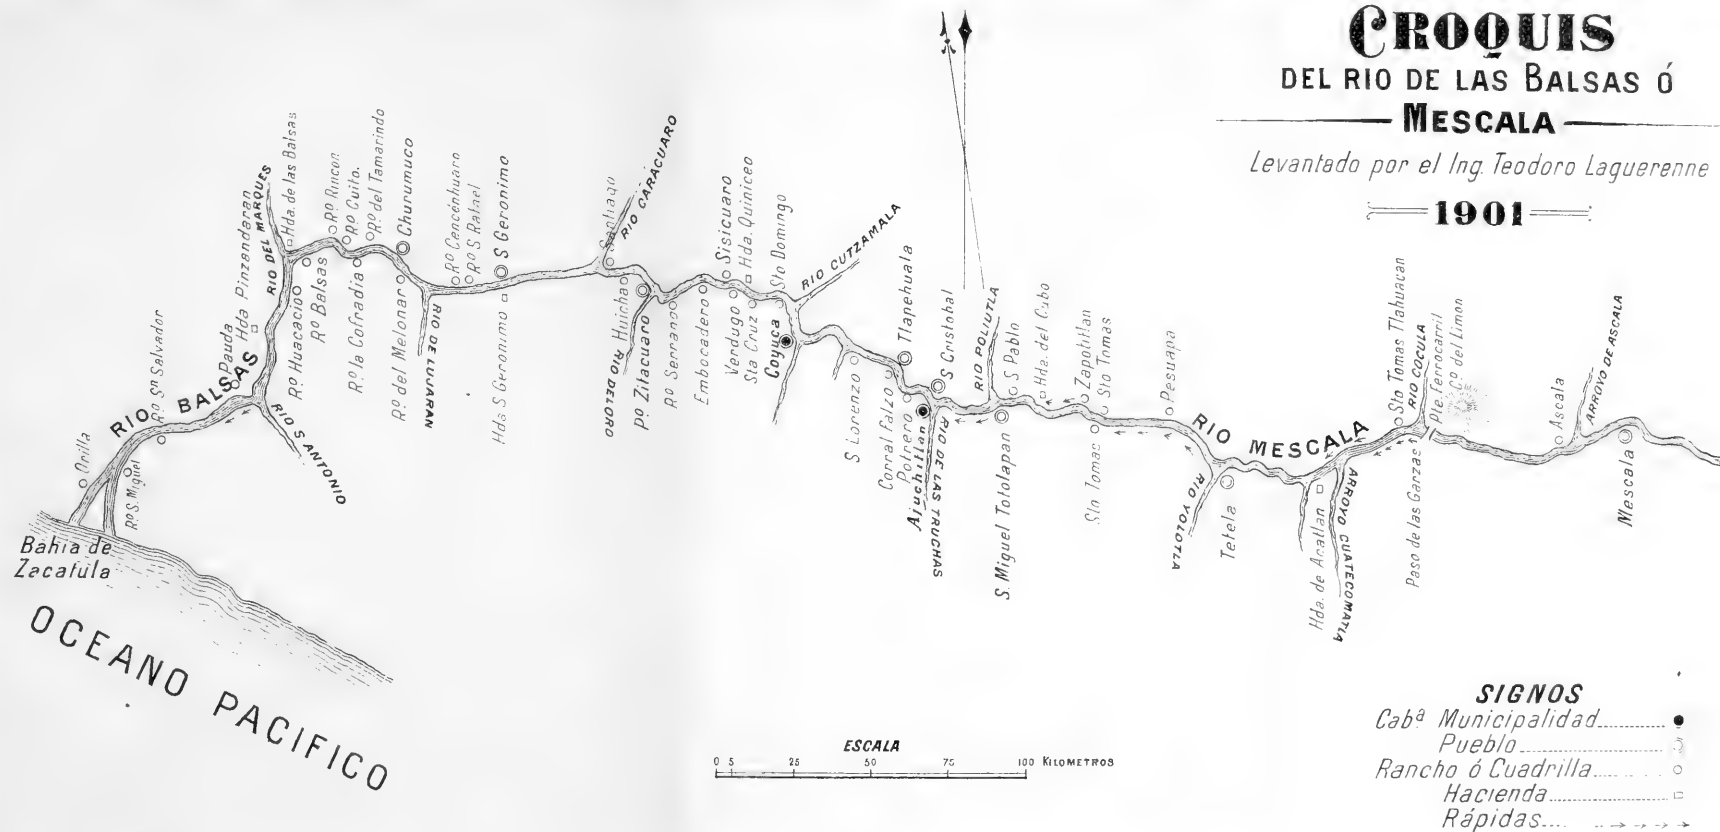 CROQUIS
DEL RIO DE LAS BALSAS Ó
MESCALA
Levantado por el Ing. Teodoro Laguerenne
1901
Orilla
Rº S. Miguel
Rº Sn Salvador
RIO BALSAS
Pauda
Hda Pinzandaran
RIO DEL MARQUES
Hda. de las Balsas
RIO S ANTONIO
Rº Huacacino
Rº Balsas
Rº Rincon
Rº Cuito.
Rº del Tamarindo
Churumuco
Rº la Cofradia
Rº del Melonar
RIO DE LUJARAN
Rº Cencénhuaro
Rº S Rafael
S Geronimo
Hda S Geronimo
Santiago
RIO CARACUARO
Huicha
RIO DEL ORO
Pº Zitacuaro
Rº Serrano
Embocadero
Sisicuaro
Hda. Quiniceo
Sto Domingo
Verdugo
Sta Cruz
Coyuca
RIO CUTZAMALA
S Lorenzo
Tlapehuala
Corral Falzo
Potrero
S Cristobal
Ajuchitlan
RIO DE LAS TRUCHAS
RIO POLIUTLA
S Pablo
S. Miguel Totolapan
Hda. del Cubo
Zapotitlan
Sto Tomas
Sto Tomas
Pesuapa
RIO MESCALA
RIO YOLOTLA
Tetela
Hda. de Acatlan
ARROYO CUATECOMATLA
Sto Tomas Tlahuacan
RIO COCULA
Pte. Ferrocarril
Cº del Limon
Paso de las Garzas
Ascala
ARROYO DE ASCALA
Mescala
Bahia de
Zacatula
OCEANO PACIFICO
ESCALA
0 5 25 50 75 100 KILOMETROS
SIGNOS
Cabª Municipalidad
Pueblo
Rancho ó Cuadrilla
Hacienda
Rápidas